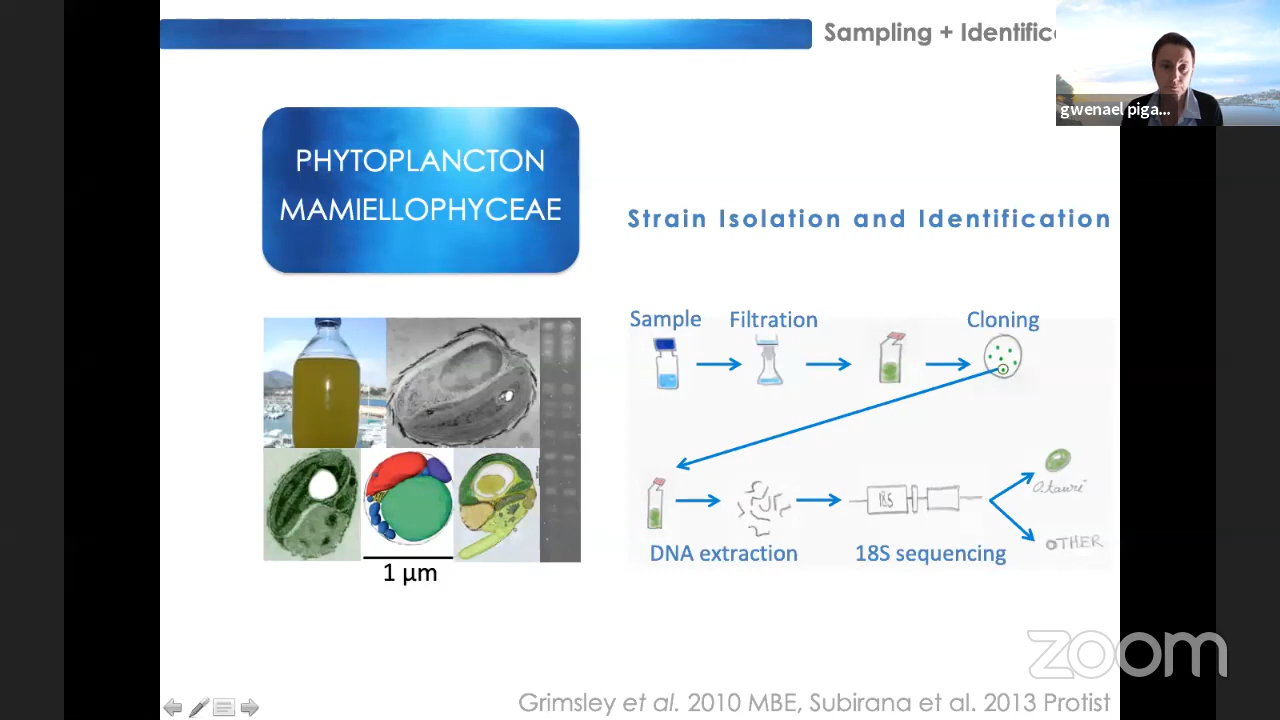 Sampling + Identific
gwenael piga...
PHYTOPLANCTON
MAMIELLOPHYCEAE
Strain Isolation and Identification
Sample
Filtration
Cloning
18S
O.tauri
OTHER
DNA extraction
18S sequencing
1 µm
zoom
Grimsley et al. 2010 MBE, Subirana et al. 2013 Protist